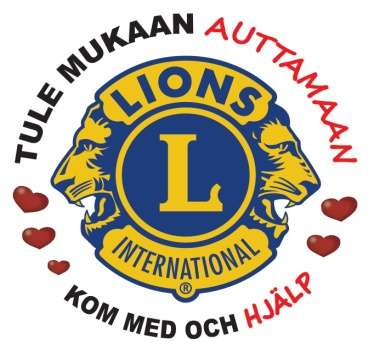 TULE MUKAAN AUTTAMAAN
LIONS
L
INTERNATIONAL
®
KOM MED OCH HJÄLP